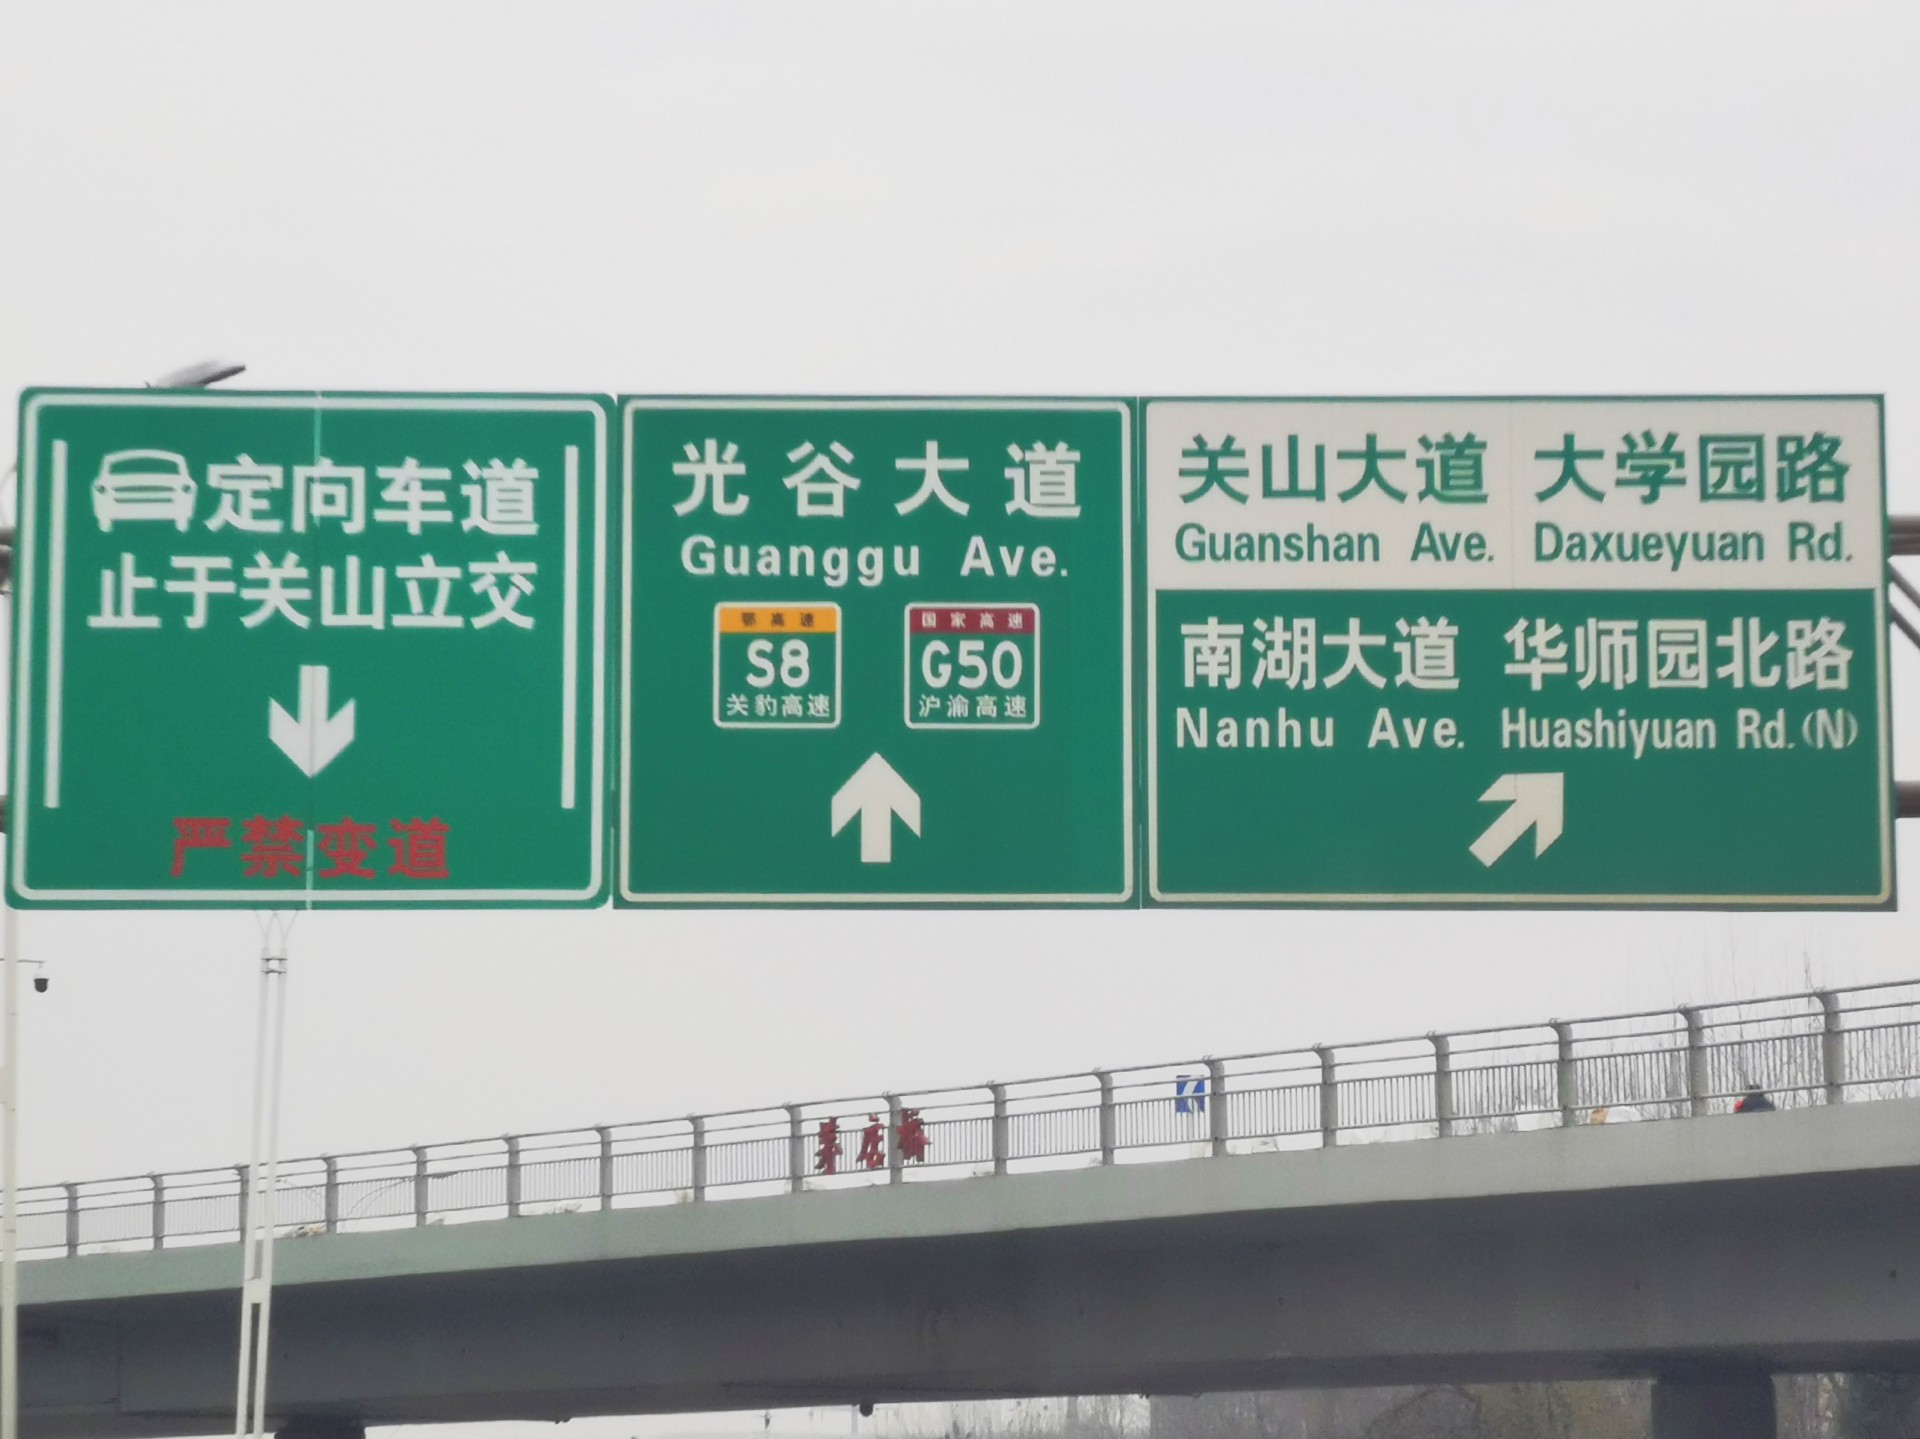 定向车道
止于关山立交
严禁变道
光谷大道
Guanggu Ave.
鄂高速
S8
关豹高速
国家高速
G50
沪渝高速
关山大道 大学园路
Guanshan Ave. Daxueyuan Rd.
南湖大道 华师园北路
Nanhu Ave. Huashiyuan Rd.(N)
茅店桥